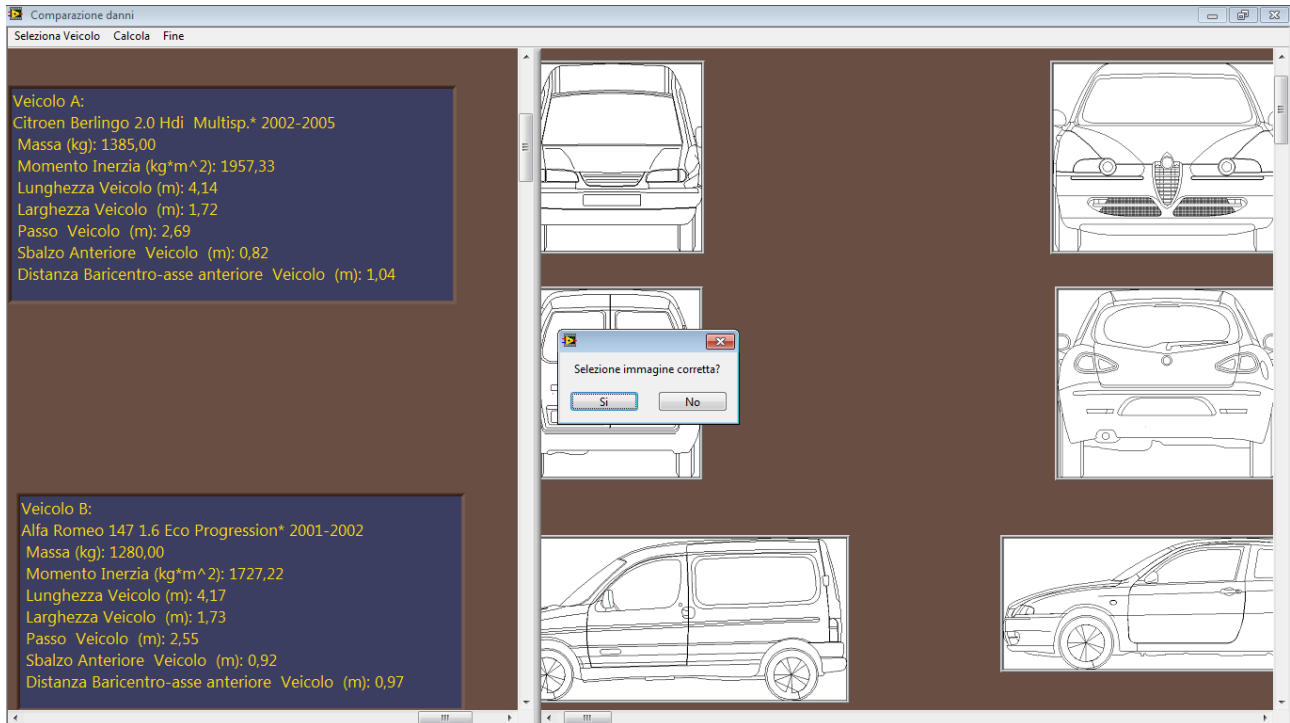 Comparazione danni
Seleziona Veicolo Calcola Fine
Veicolo A:
Citroen Berlingo 2.0 Hdi Multisp.* 2002-2005
Massa (kg): 1385,00
Momento Inerzia (kg*m^2): 1957,33
Lunghezza Veicolo (m): 4,14
Larghezza Veicolo (m): 1,72
Passo Veicolo (m): 2,69
Sbalzo Anteriore Veicolo (m): 0,82
Distanza Baricentro-asse anteriore Veicolo (m): 1,04
Selezione immagine corretta?
Si No
Veicolo B:
Alfa Romeo 147 1.6 Eco Progression* 2001-2002
Massa (kg): 1280,00
Momento Inerzia (kg*m^2): 1727,22
Lunghezza Veicolo (m): 4,17
Larghezza Veicolo (m): 1,73
Passo Veicolo (m): 2,55
Sbalzo Anteriore Veicolo (m): 0,92
Distanza Baricentro-asse anteriore Veicolo (m): 0,97